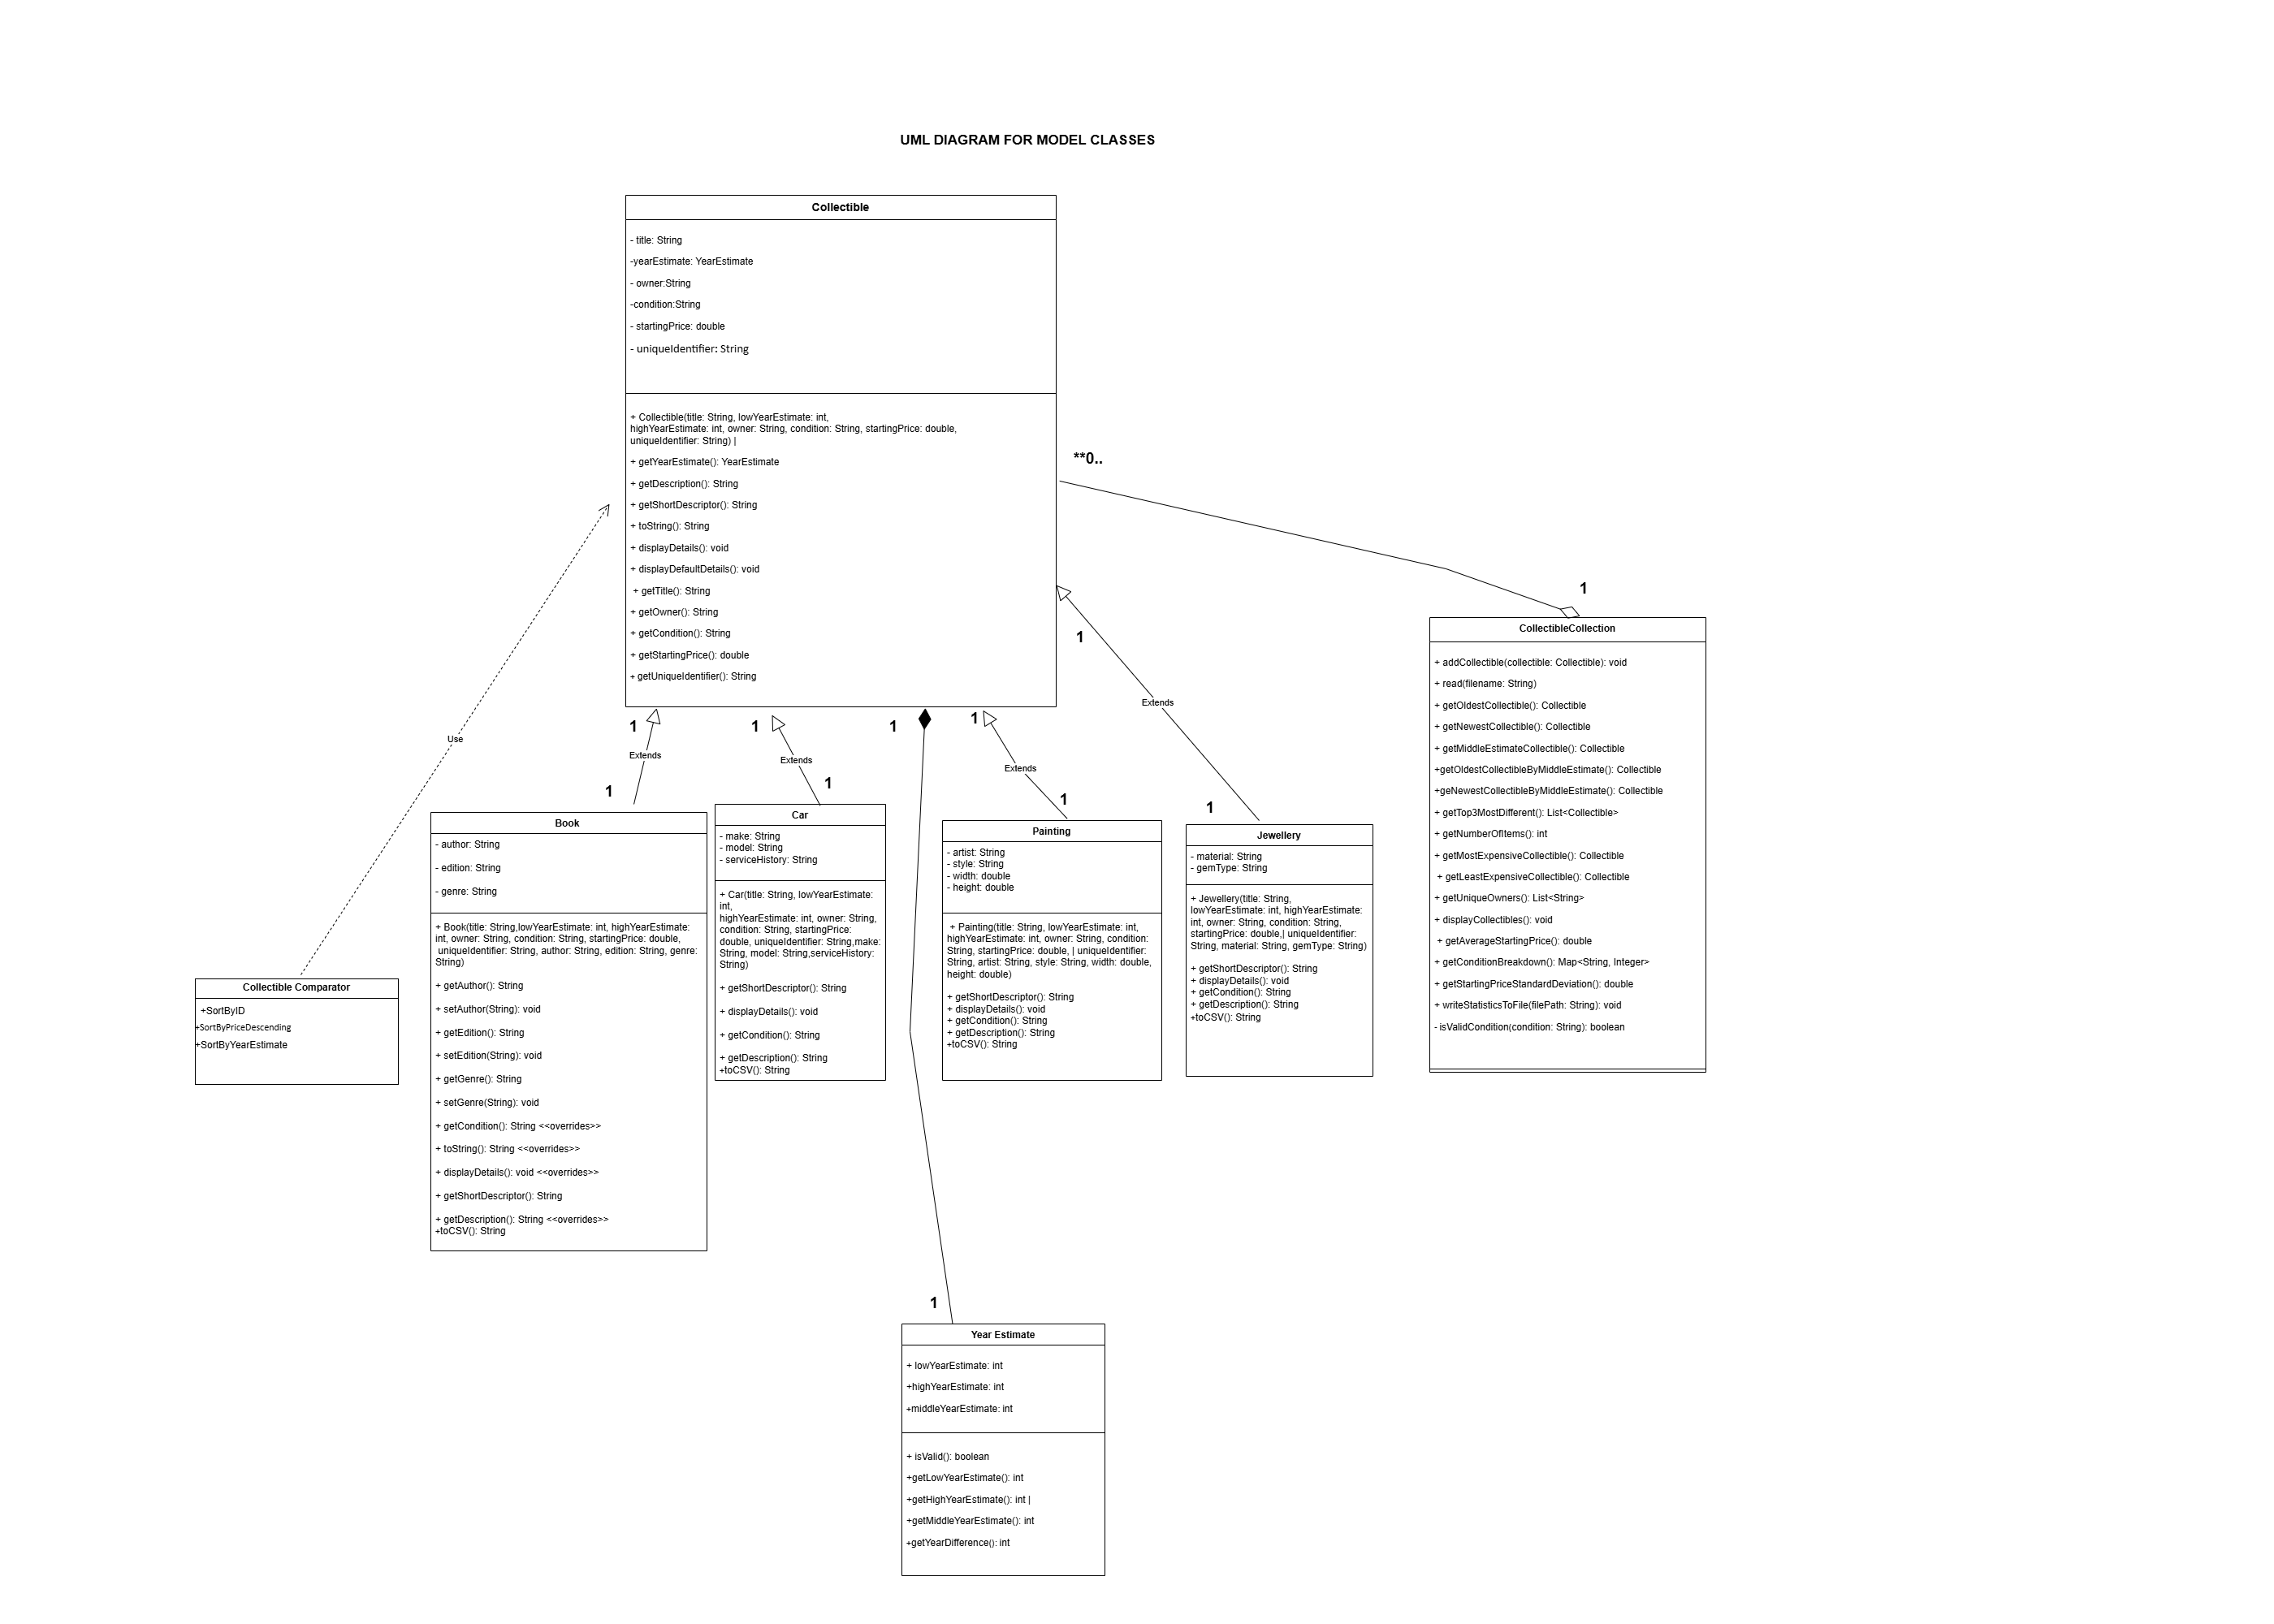 UML DIAGRAM FOR MODEL CLASSES
Collectible
- title: String
-yearEstimate: YearEstimate
- owner:String
-condition:String
- startingPrice: double
- uniqueIdentifier: String
+ Collectible(title: String, lowYearEstimate: int,
highYearEstimate: int, owner: String, condition: String, startingPrice: double,
uniqueIdentifier: String) |
+ getYearEstimate(): YearEstimate
+ getDescription(): String
+ getShortDescriptor(): String
+ toString(): String
+ displayDetails(): void
+ displayDefaultDetails(): void
+ getTitle(): String
+ getOwner(): String
+ getCondition(): String
+ getStartingPrice(): double
+ getUniqueIdentifier(): String
**0..
1
1
Extends
1
Use
1
Extends
1
1
Extends
1
1
1
Extends
1
CollectibleCollection
+ addCollectible(collectible: Collectible): void
+ read(filename: String)
+ getOldestCollectible(): Collectible
+ getNewestCollectible(): Collectible
+ getMiddleEstimateCollectible(): Collectible
+getOldestCollectibleByMiddleEstimate(): Collectible
+geNewestCollectibleByMiddleEstimate(): Collectible
+ getTop3MostDifferent(): List<Collectible>
+ getNumberOfItems(): int
+ getMostExpensiveCollectible(): Collectible
+ getLeastExpensiveCollectible(): Collectible
+ getUniqueOwners(): List<String>
+ displayCollectibles(): void
+ getAverageStartingPrice(): double
+ getConditionBreakdown(): Map<String, Integer>
+ getStartingPriceStandardDeviation(): double
+ writeStatisticsToFile(filePath: String): void
- isValidCondition(condition: String): boolean
Collectible Comparator
+SortByID
+SortByPriceDescending
+SortByYearEstimate
Book
- author: String
- edition: String
- genre: String
+ Book(title: String,lowYearEstimate: int, highYearEstimate:
int, owner: String, condition: String, startingPrice: double,
uniqueIdentifier: String, author: String, edition: String, genre:
String)
+ getAuthor(): String
+ setAuthor(String): void
+ getEdition(): String
+ setEdition(String): void
+ getGenre(): String
+ setGenre(String): void
+ getCondition(): String <<overrides>>
+ toString(): String <<overrides>>
+ displayDetails(): void <<overrides>>
+ getShortDescriptor(): String
+ getDescription(): String <<overrides>>
+toCSV(): String
Car
- make: String
- model: String
- serviceHistory: String
+ Car(title: String, lowYearEstimate:
int,
highYearEstimate: int, owner: String,
condition: String, startingPrice:
double, uniqueIdentifier: String,make:
String, model: String,serviceHistory:
String)
+ getShortDescriptor(): String
+ displayDetails(): void
+ getCondition(): String
+ getDescription(): String
+toCSV(): String
Painting
- artist: String
- style: String
- width: double
- height: double
+ Painting(title: String, lowYearEstimate: int,
highYearEstimate: int, owner: String, condition:
String, startingPrice: double, | uniqueIdentifier:
String, artist: String, style: String, width: double,
height: double)
+ getShortDescriptor(): String
+ displayDetails(): void
+ getCondition(): String
+ getDescription(): String
+toCSV(): String
Jewellery
- material: String
- gemType: String
+ Jewellery(title: String,
lowYearEstimate: int, highYearEstimate:
int, owner: String, condition: String,
startingPrice: double,| uniqueIdentifier:
String, material: String, gemType: String)
+ getShortDescriptor(): String
+ displayDetails(): void
+ getCondition(): String
+ getDescription(): String
+toCSV(): String
1
Year Estimate
+ lowYearEstimate: int
+highYearEstimate: int
+middleYearEstimate: int
+ isValid(): boolean
+getLowYearEstimate(): int
+getHighYearEstimate(): int |
+getMiddleYearEstimate(): int
+getYearDifference(): int